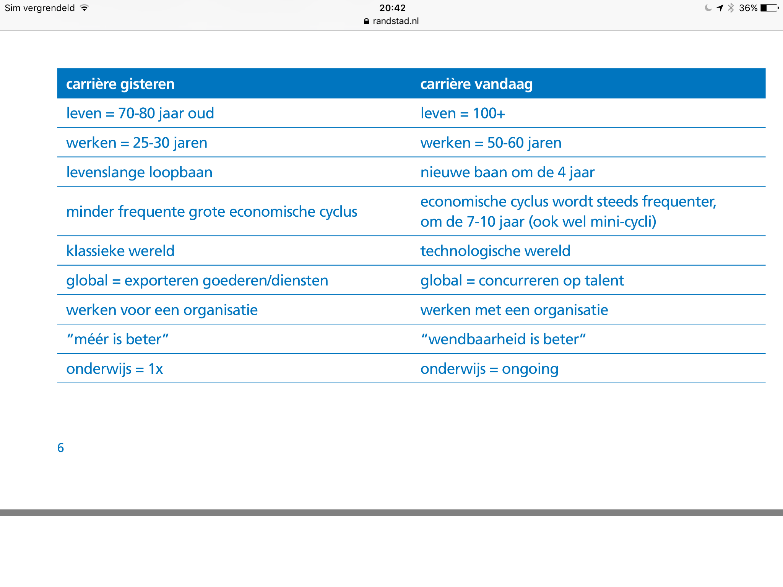 Sim vergrendeld
20:42
36%
randstad.nl
carrière gisteren carrière vandaag
leven = 70-80 jaar oud leven = 100+
werken = 25-30 jaren werken = 50-60 jaren
levenslange loopbaan nieuwe baan om de 4 jaar
minder frequente grote economische cyclus economische cyclus wordt steeds frequenter,
om de 7-10 jaar (ook wel mini-cycli)
klassieke wereld technologische wereld
global = exporteren goederen/diensten global = concurreren op talent
werken voor een organisatie werken met een organisatie
“méér is beter” “wendbaarheid is beter”
onderwijs = 1x onderwijs = ongoing
6